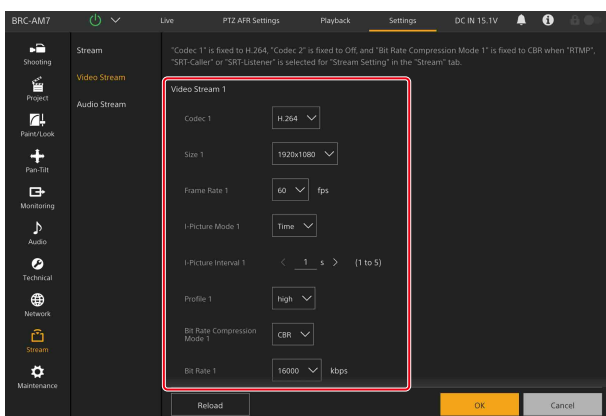 BRC-AM7 Live PTZ AFR Settings Playback Settings DC IN 15.1V
Shooting
Project
Paint/Look
Pan-Tilt
Monitoring
Audio
Technical
Network
Stream
Maintenance
Stream
Video Stream
Audio Stream
"Codec 1" is fixed to H.264, "Codec 2" is fixed to Off, and "Bit Rate Compression Mode 1" is fixed to CBR when "RTMP",
"SRT-Caller" or "SRT-Listener" is selected for "Stream Setting" in the "Stream" tab.
Video Stream 1
Codec 1 H.264
Size 1 1920x1080
Frame Rate 1 60 fps
I-Picture Mode 1 Time
I-Picture Interval 1 < 1 s > (1 to 5)
Profile 1 high
Bit Rate Compression
Mode 1 CBR
Bit Rate 1 16000 kbps
Reload OK Cancel